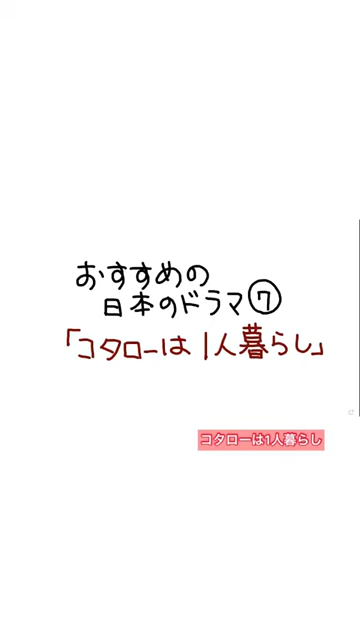 おすすめの
日本のドラマ⑦
「コタローは1人暮らし」
コタローは1人暮らし